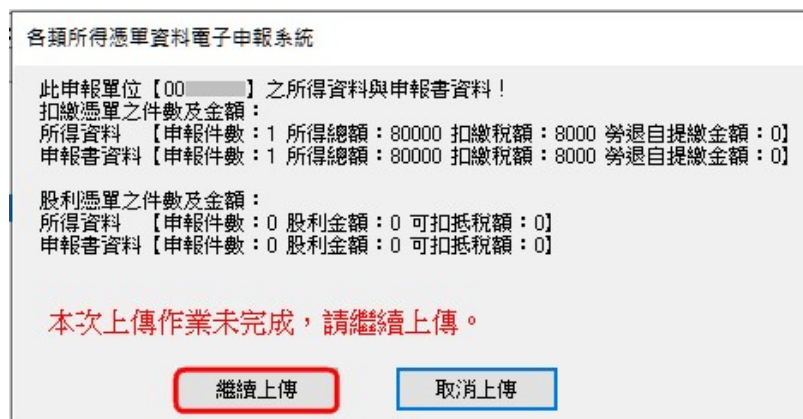 各類所得憑單資料電子申報系統
此申報單位【00 】之所得資料與申報書資料！
扣繳憑單之件數及金額：
所得資料 【申報件數：1 所得總額：80000 扣繳稅額：8000 勞退自提繳金額：0】
申報書資料【申報件數：1 所得總額：80000 扣繳稅額：8000 勞退自提繳金額：0】
股利憑單之件數及金額：
所得資料 【申報件數：0 股利金額：0 可扣抵稅額：0】
申報書資料【申報件數：0 股利金額：0 可扣抵稅額：0】
本次上傳作業未完成，請繼續上傳。
繼續上傳 取消上傳